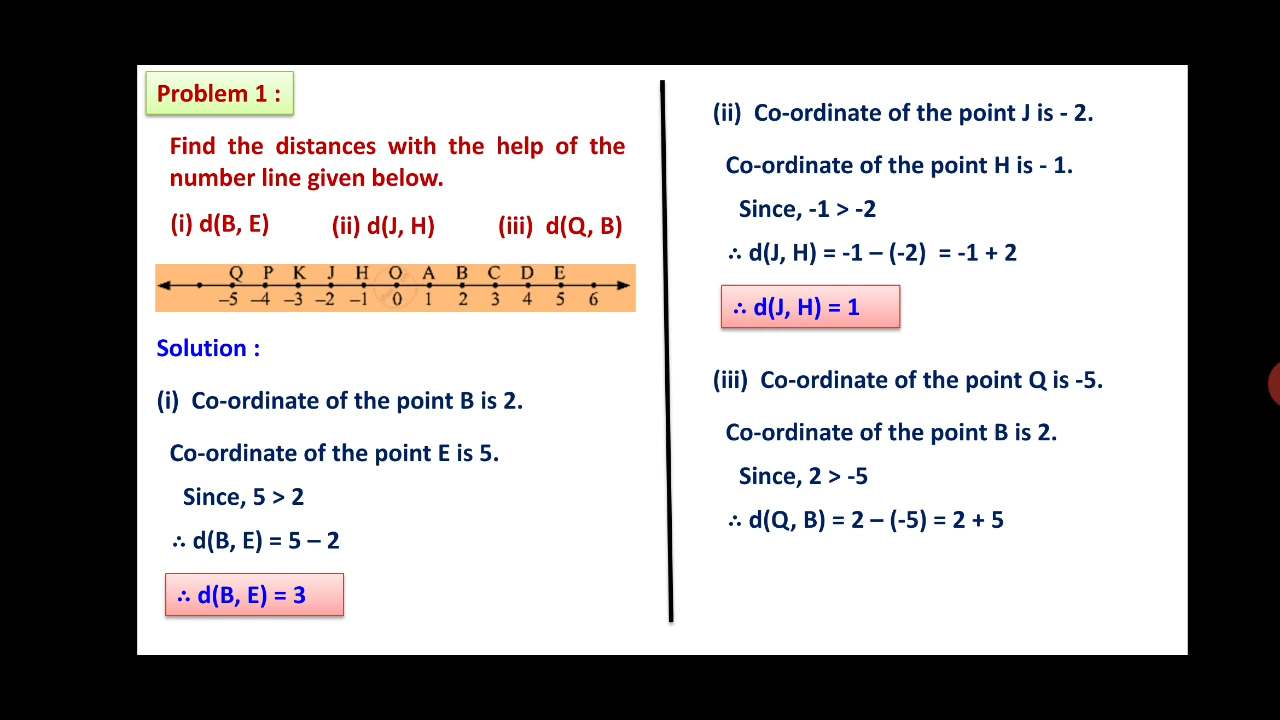 Problem 1 :
Find the distances with the help of the
number line given below.
(i) d(B, E) (ii) d(J, H) (iii) d(Q, B)
Q P K J H O A B C D E
–5 –4 –3 –2 –1 0 1 2 3 4 5 6
Solution :
(i) Co-ordinate of the point B is 2.
Co-ordinate of the point E is 5.
Since, 5 > 2
∴ d(B, E) = 5 – 2
∴ d(B, E) = 3
(ii) Co-ordinate of the point J is - 2.
Co-ordinate of the point H is - 1.
Since, -1 > -2
∴ d(J, H) = -1 – (-2) = -1 + 2
∴ d(J, H) = 1
(iii) Co-ordinate of the point Q is -5.
Co-ordinate of the point B is 2.
Since, 2 > -5
∴ d(Q, B) = 2 – (-5) = 2 + 5